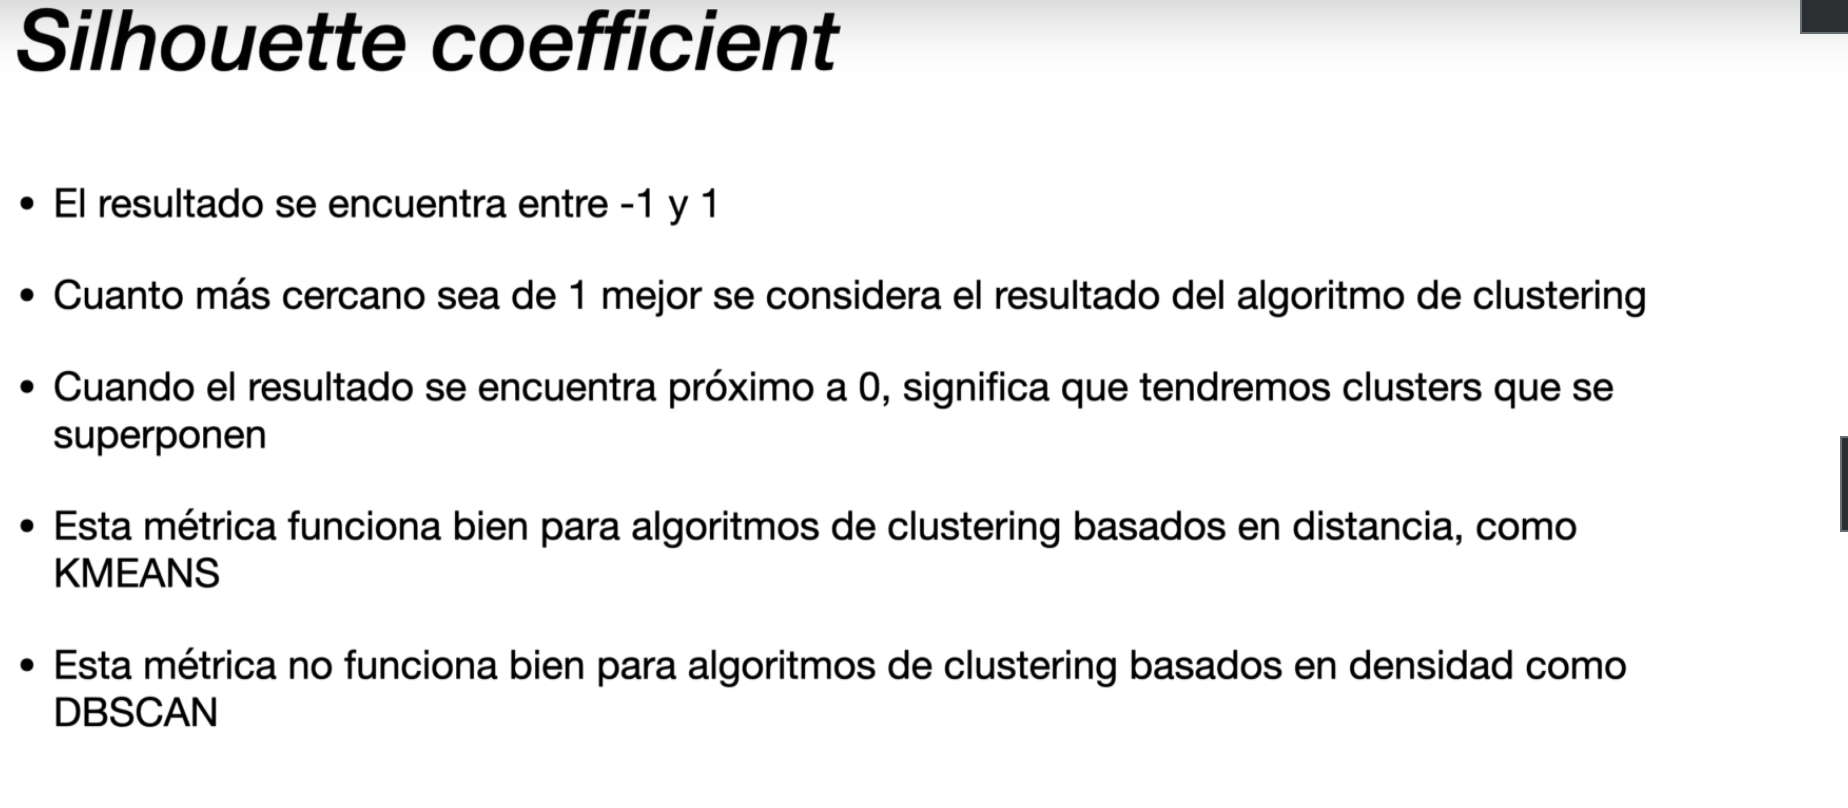 Silhouette coefficient
• El resultado se encuentra entre -1 y 1
• Cuanto más cercano sea de 1 mejor se considera el resultado del algoritmo de clustering
• Cuando el resultado se encuentra próximo a 0, significa que tendremos clusters que se
superponen
• Esta métrica funciona bien para algoritmos de clustering basados en distancia, como
KMEANS
• Esta métrica no funciona bien para algoritmos de clustering basados en densidad como
DBSCAN